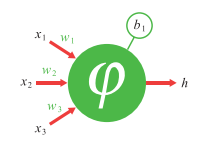 b₁
x₁ w₁
w₂
x₂ φ h
w₃
x₃